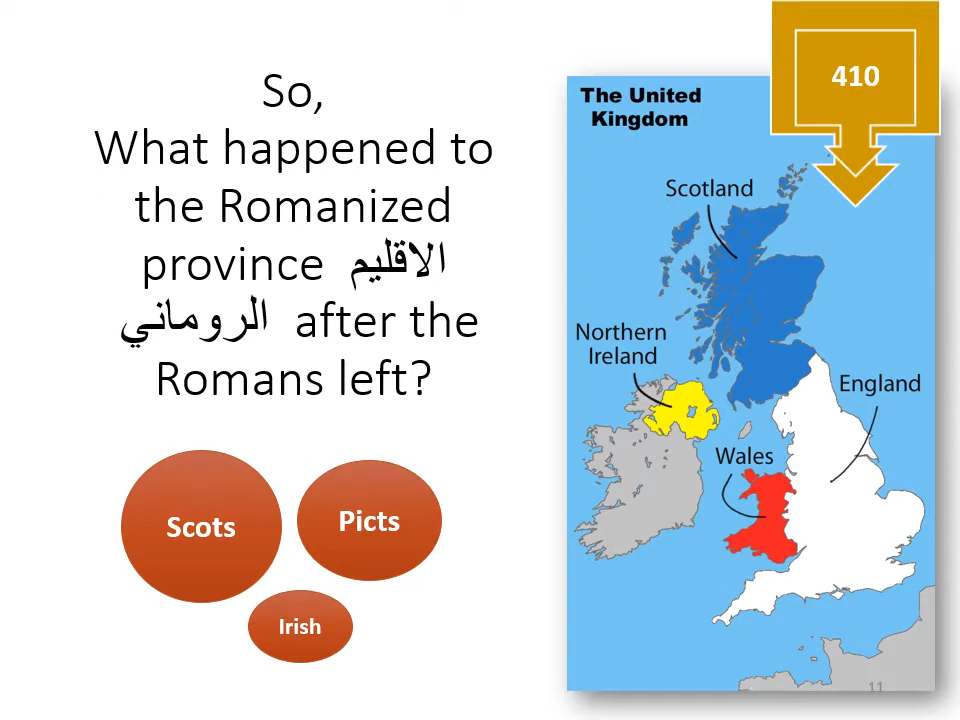 So,
What happened to
the Romanized
province الاقليم
الروماني after the
Romans left?
Scots
Picts
Irish
410
The United
Kingdom
Scotland
Northern
Ireland
England
Wales
11